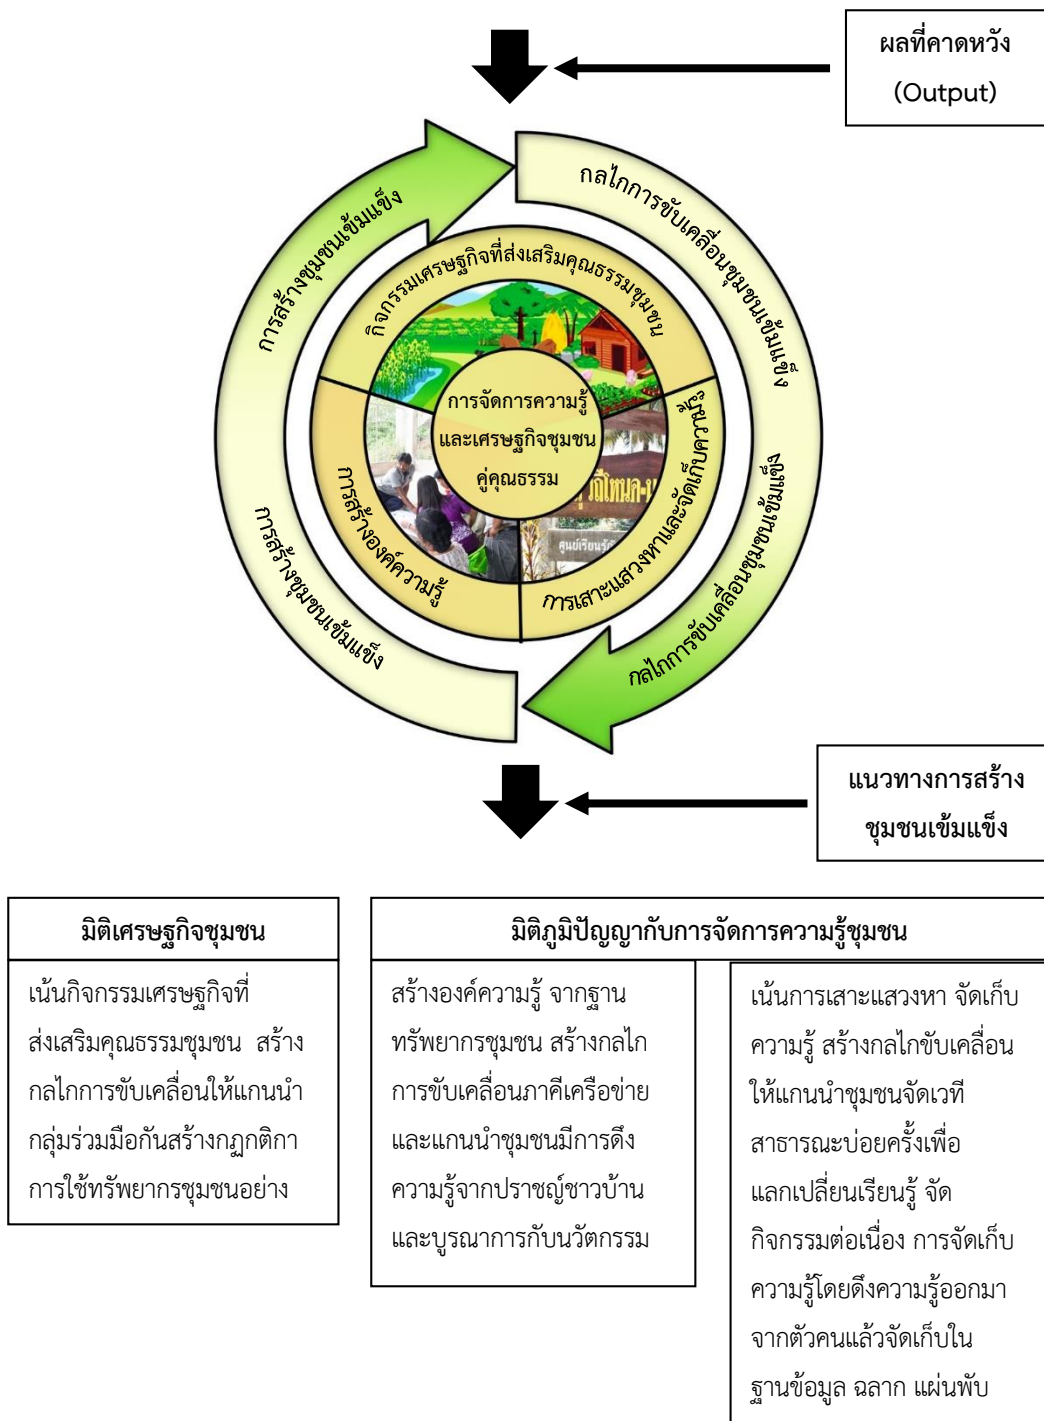 ผลที่คาดหวัง
(Output)
การสร้างชุมชนเข้มแข็ง
กลไกการขับเคลื่อนชุมชนเข้มแข็ง
กิจกรรมเศรษฐกิจที่ส่งเสริมคุณธรรมชุมชน
การจัดการความรู้
และเศรษฐกิจชุมชน
คู่คุณธรรม
การสร้างองค์ความรู้
การเสาะแสวงหาและจัดเก็บความรู้
ศูนย์เรียนรู้
การสร้างชุมชนเข้มแข็ง
กลไกการขับเคลื่อนชุมชนเข้มแข็ง
แนวทางการสร้าง
ชุมชนเข้มแข็ง
มิติเศรษฐกิจชุมชน
เน้นกิจกรรมเศรษฐกิจที่
ส่งเสริมคุณธรรมชุมชน สร้าง
กลไกการขับเคลื่อนให้แกนนำ
กลุ่มร่วมมือกันสร้างกฏกติกา
การใช้ทรัพยากรชุมชนอย่าง
มิติภูมิปัญญากับการจัดการความรู้ชุมชน
สร้างองค์ความรู้ จากฐาน
ทรัพยากรชุมชน สร้างกลไก
การขับเคลื่อนภาคีเครือข่าย
และแกนนำชุมชนมีการดึง
ความรู้จากปราชญ์ชาวบ้าน
และบูรณาการกับนวัตกรรม
เน้นการเสาะแสวงหา จัดเก็บ
ความรู้ สร้างกลไกขับเคลื่อน
ให้แกนนำชุมชนจัดเวที
สาธารณะบ่อยครั้งเพื่อ
แลกเปลี่ยนเรียนรู้ จัด
กิจกรรมต่อเนื่อง การจัดเก็บ
ความรู้โดยดึงความรู้ออกมา
จากตัวคนแล้วจัดเก็บใน
ฐานข้อมูล ฉลาก แผ่นพับ